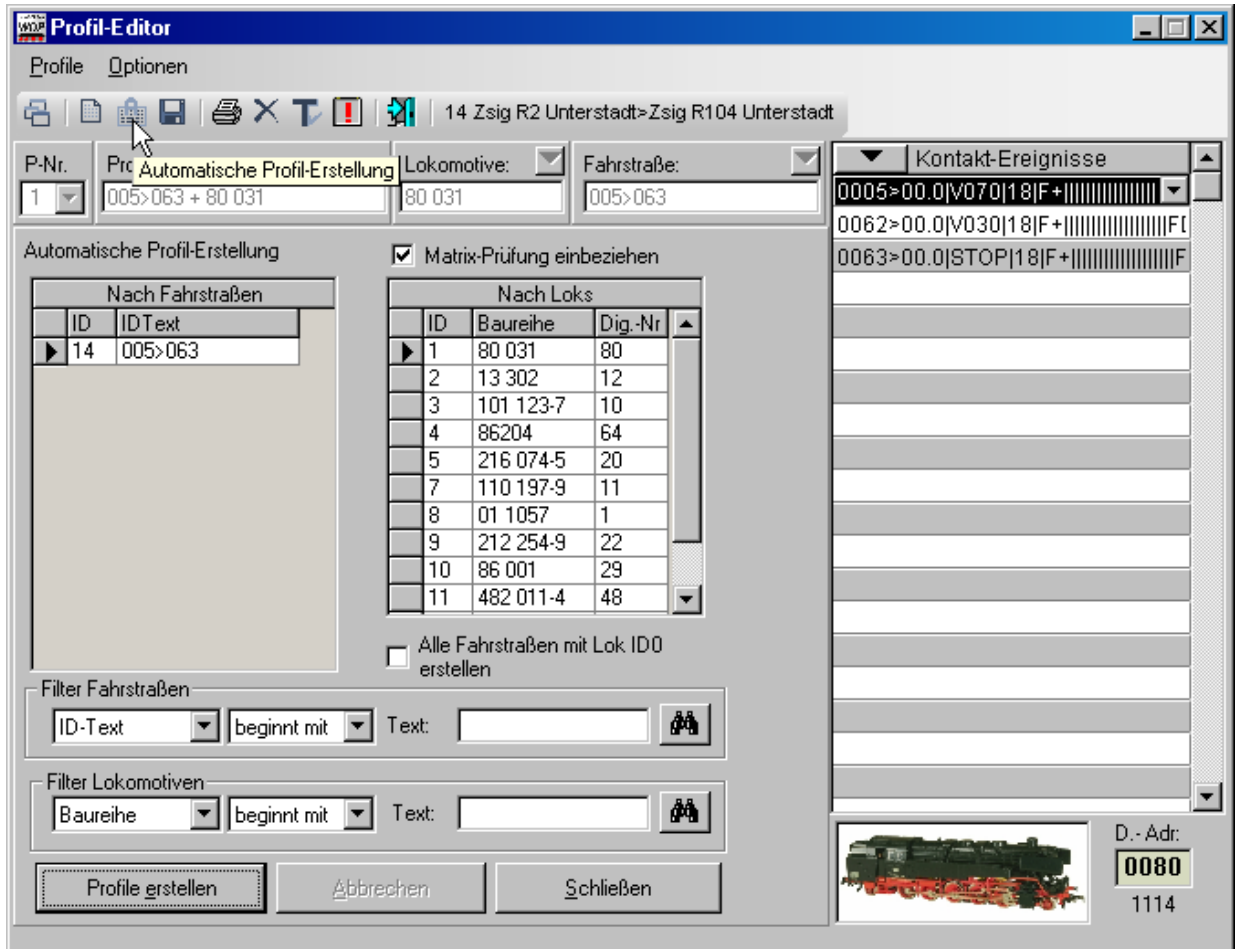 Profil-Editor
Profile Optionen
14 Zsig R2 Unterstadt>Zsig R104 Unterstadt
P-Nr. Pro Automatische Profil-Erstellung Lokomotive: Fahrstraße: Kontakt-Ereignisse
1 005>063 + 80 031 80 031 005>063
0005>00.0|V070|18|F+|||||||||||||||||
0062>00.0|V030|18|F+|||||||||||||||||||F[
0063>00.0|STOP|18|F+|||||||||||||||||||F
Automatische Profil-Erstellung Matrix-Prüfung einbeziehen
Nach Fahrstraßen
ID IDText
14 005>063
Nach Loks
ID Baureihe Dig.-Nr
1 80 031 80
2 13 302 12
3 101 123-7 10
4 86204 64
5 216 074-5 20
7 110 197-9 11
8 01 1057 1
9 212 254-9 22
10 86 001 29
11 482 011-4 48
Alle Fahrstraßen mit Lok ID0
erstellen
Filter Fahrstraßen
ID-Text beginnt mit Text:
Filter Lokomotiven
Baureihe beginnt mit Text:
Profile erstellen Abbrechen Schließen
D.- Adr:
0080
1114